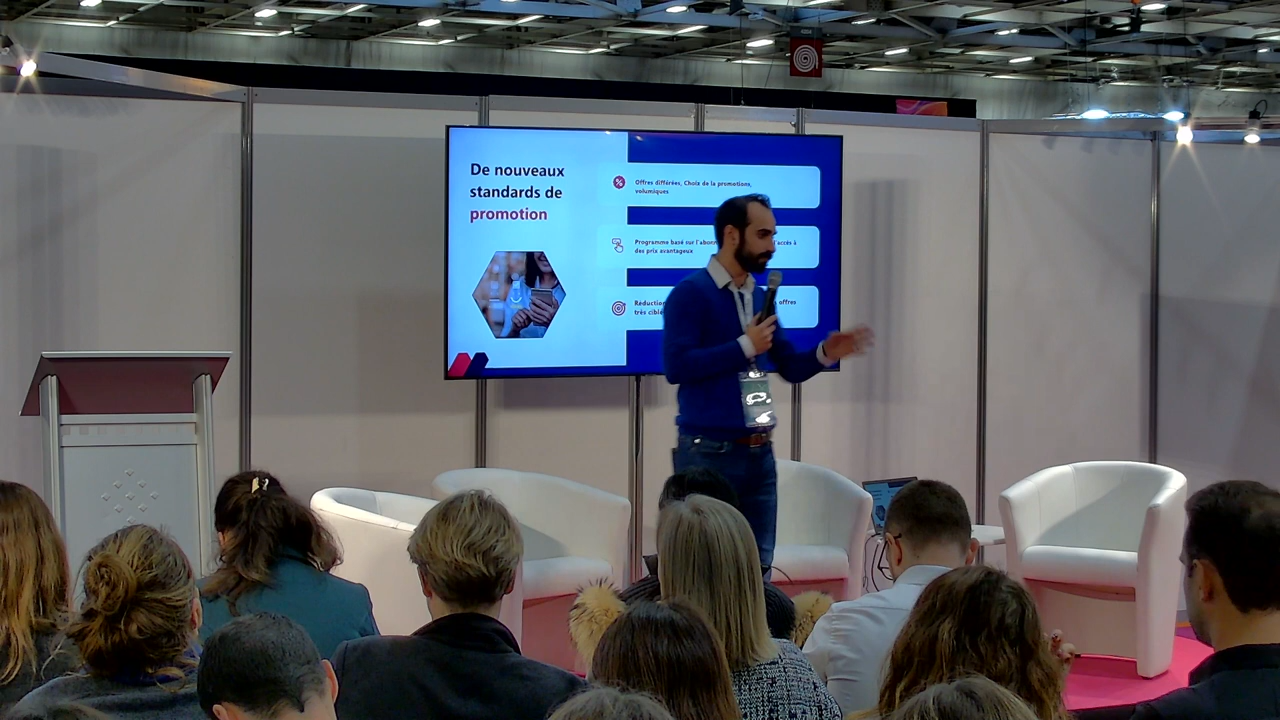 De nouveaux
standards de
promotion
Offres différées, Choix de la promotions,
volumiques
Programme basé sur l'abonn
l'accès à
des prix avantageux
Réduction
offres
très ciblé